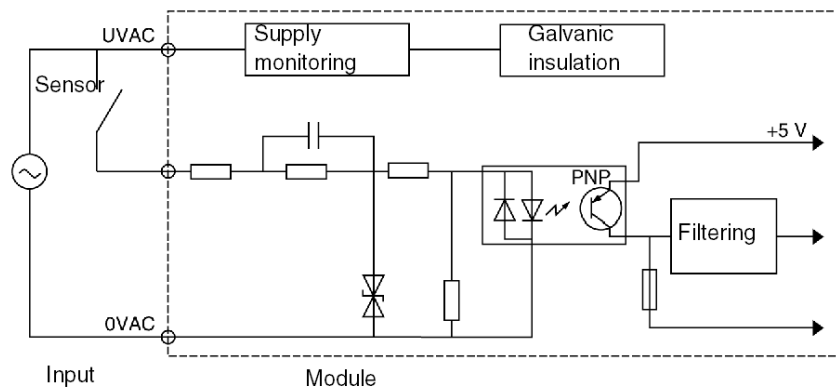 UVAC
Supply
monitoring
Galvanic
insulation
Sensor
+5 V
PNP
Filtering
0VAC
Input
Module